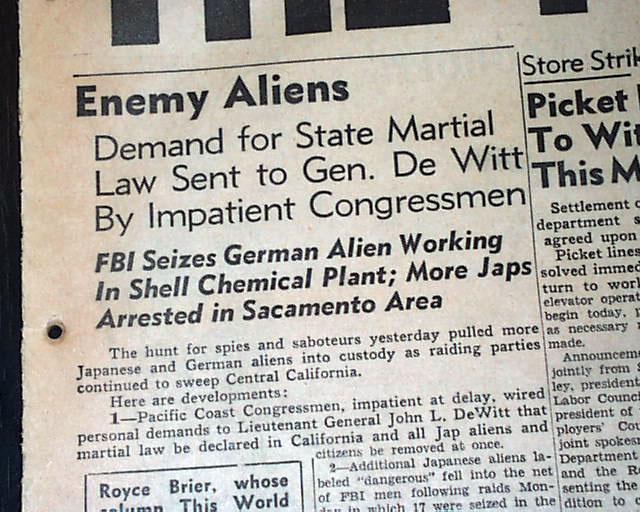 Enemy Aliens
Demand for State Martial
Law Sent to Gen. De Witt
By Impatient Congressmen
FBI Seizes German Alien Working
In Shell Chemical Plant; More Japs
Arrested in Sacamento Area
The hunt for spies and saboteurs yesterday pulled more
Japanese and German aliens into custody as raiding parties
continued to sweep Central California.
Here are developments:
1—Pacific Coast Congressmen, impatient at delay, wired
personal demands to Lieutenant General John L. DeWitt that
martial law be declared in California and all Jap aliens and
citizens be removed at once.
2—Additional Japanese aliens la-
beled "dangerous" fell into the net
of FBI men following raids Mon-
day in which 17 were seized in the
Royce Brier, whose
column This World
Store Strik
Picket
To Wit
This M
Settlement
department s
agreed upon
Picket lines
solved immed
turn to worl
elevator opera
begin today,
as necessary
made.
Announcem
jointly from
ley, president
Labor Counc
president of
ployers' Cou
joint spokes
Department
and the R
senting the
dition to